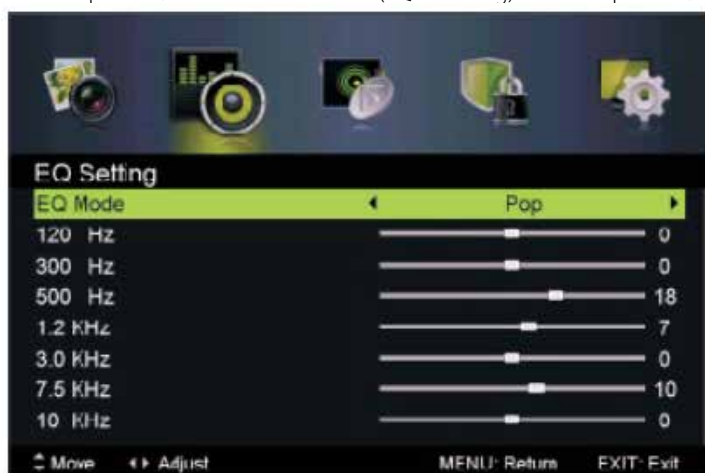 EQ Setting
EQ Mode Pop
120 Hz 0
300 Hz 0
500 Hz 18
1.2 KHz 7
3.0 KHz 0
7.5 KHz 10
10 KHz 0
Move Adjust MENU: Return EXIT: Exit